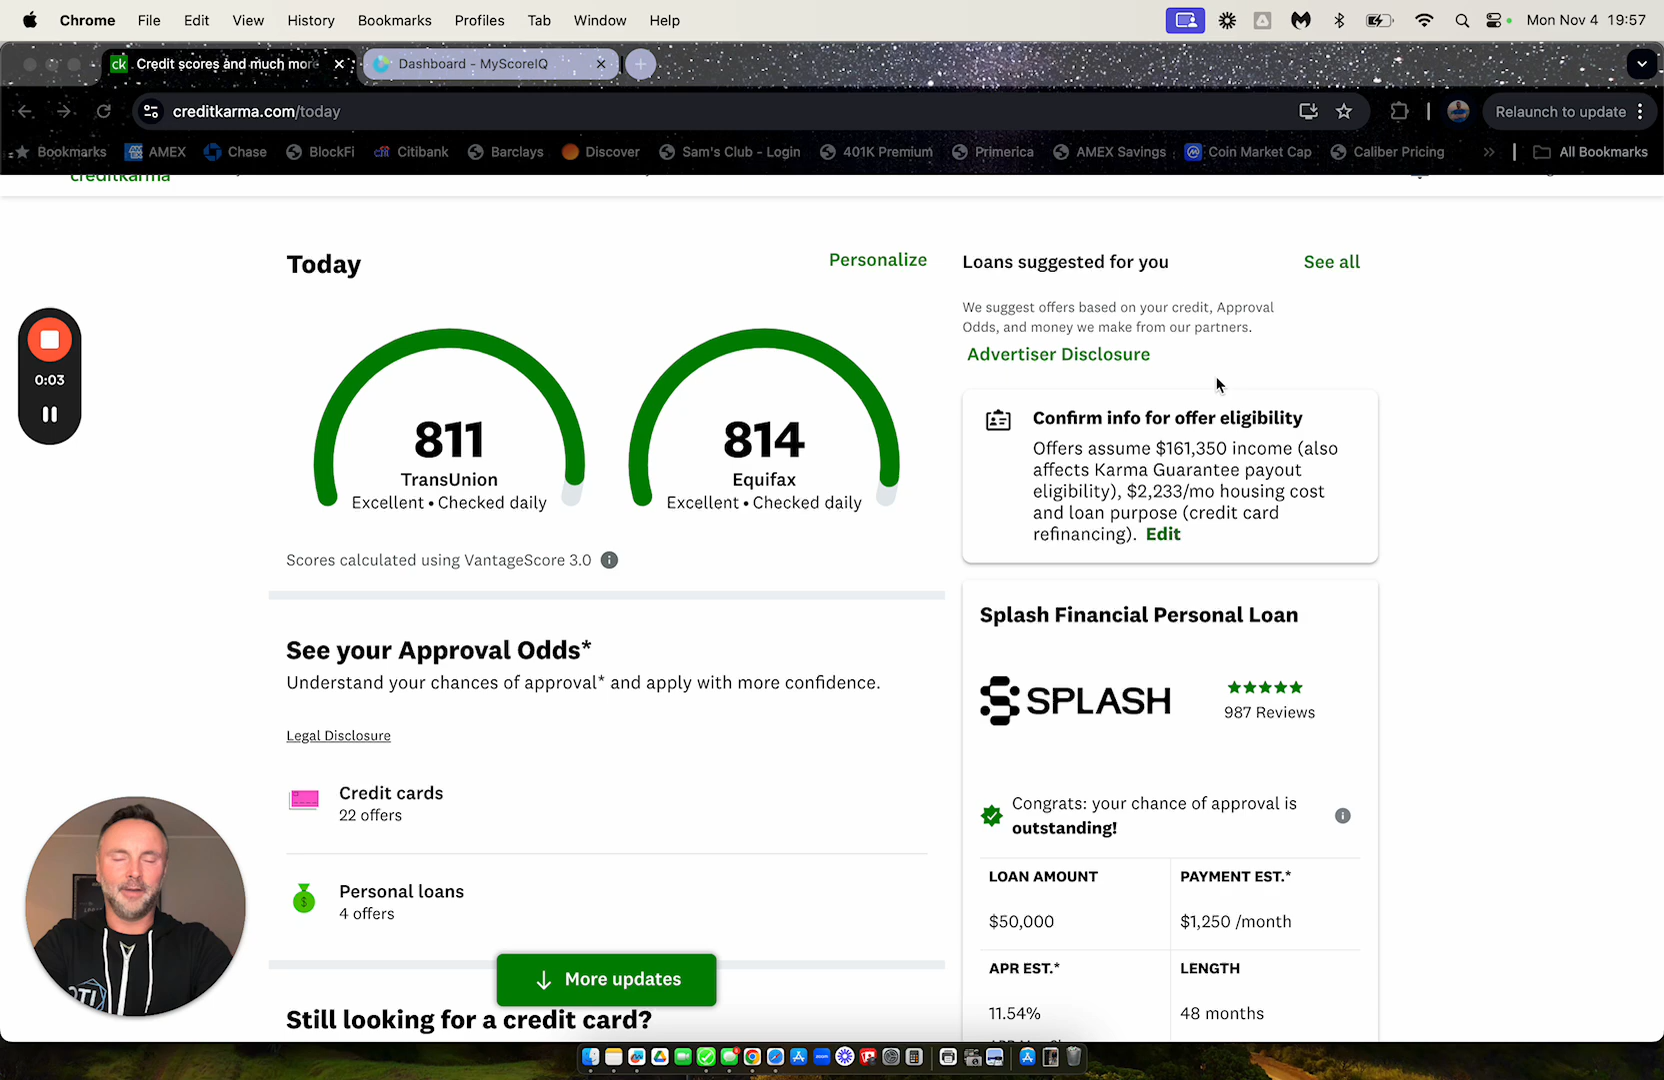 Chrome File Edit View History Bookmarks Profiles Tab Window Help Mon Nov 4 19:57
ck Credit scores and much mor Dashboard - MyScoreIQ
creditkarma.com/today Relaunch to update
Bookmarks AMEX Chase BlockFi citi Citibank Barclays Discover Sam's Club - Login 401K Premium Primerica AMEX Savings Coin Market Cap Caliber Pricing » All Bookmarks
creditkarma
Today
Personalize
811
TransUnion
Excellent • Checked daily
814
Equifax
Excellent • Checked daily
Scores calculated using VantageScore 3.0
See your Approval Odds*
Understand your chances of approval* and apply with more confidence.
Legal Disclosure
Credit cards
22 offers
Personal loans
4 offers
More updates
Still looking for a credit card?
Loans suggested for you
See all
We suggest offers based on your credit, Approval
Odds, and money we make from our partners.
Advertiser Disclosure
Confirm info for offer eligibility
Offers assume $161,350 income (also
affects Karma Guarantee payout
eligibility), $2,233/mo housing cost
and loan purpose (credit card
refinancing). Edit
Splash Financial Personal Loan
SPLASH
987 Reviews
Congrats: your chance of approval is
outstanding!
LOAN AMOUNT
$50,000
PAYMENT EST.*
$1,250 /month
APR EST.*
11.54%
LENGTH
48 months
0:03